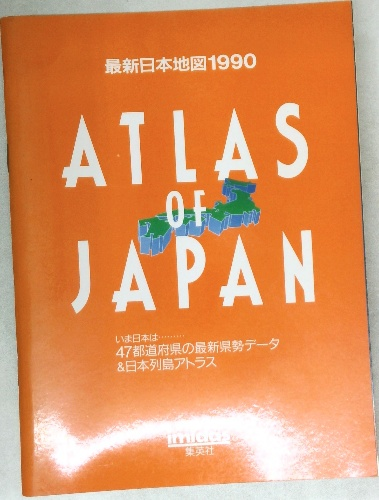 最新日本地図1990
ATLAS
OF
JAPAN
いま日本は………
47都道府県の最新県勢データ
&日本列島アトラス
集英社